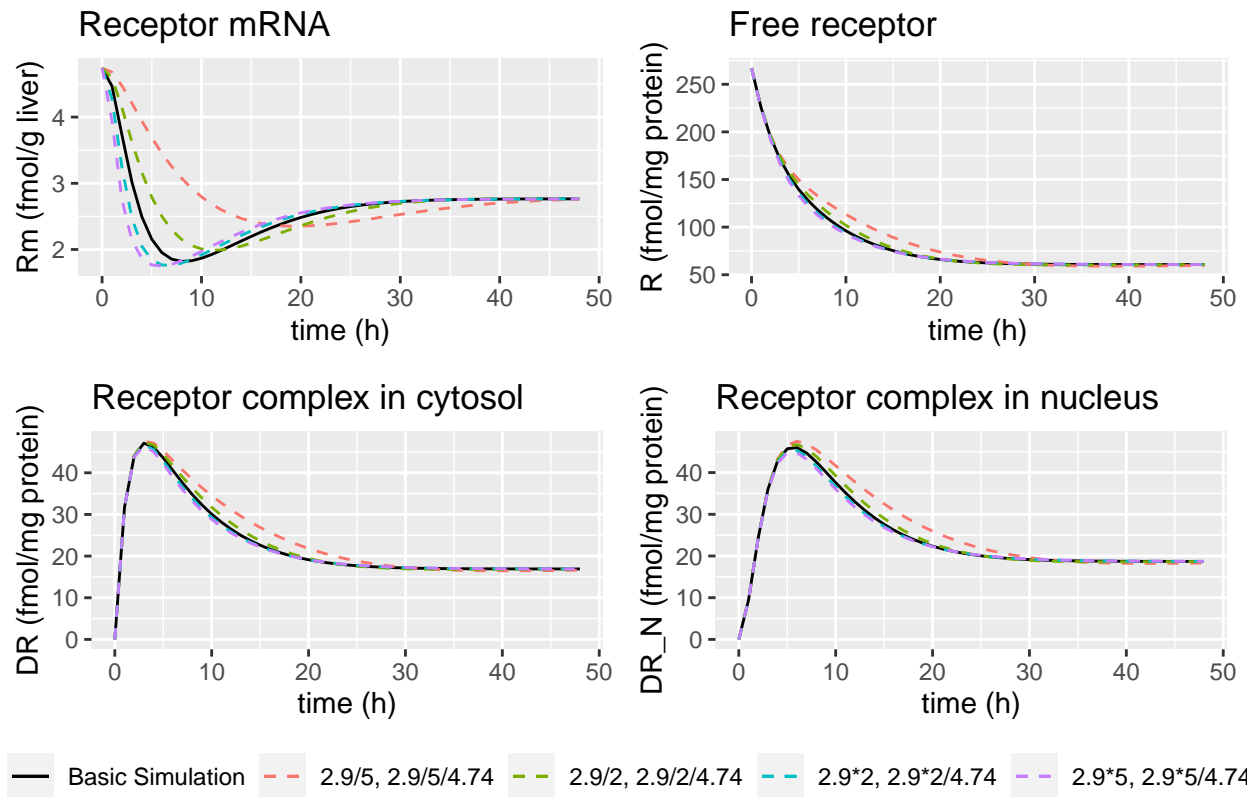 Receptor mRNA
Rm (fmol/g liver)
4
3
2
0 10 20 30 40 50
time (h)
Free receptor
R (fmol/mg protein)
250
200
150
100
50
0 10 20 30 40 50
time (h)
Receptor complex in cytosol
DR (fmol/mg protein)
40
30
20
10
0
0 10 20 30 40 50
time (h)
Receptor complex in nucleus
DR_N (fmol/mg protein)
40
30
20
10
0
0 10 20 30 40 50
time (h)
Basic Simulation 2.9/5, 2.9/5/4.74 2.9/2, 2.9/2/4.74 2.9*2, 2.9*2/4.74 2.9*5, 2.9*5/4.74